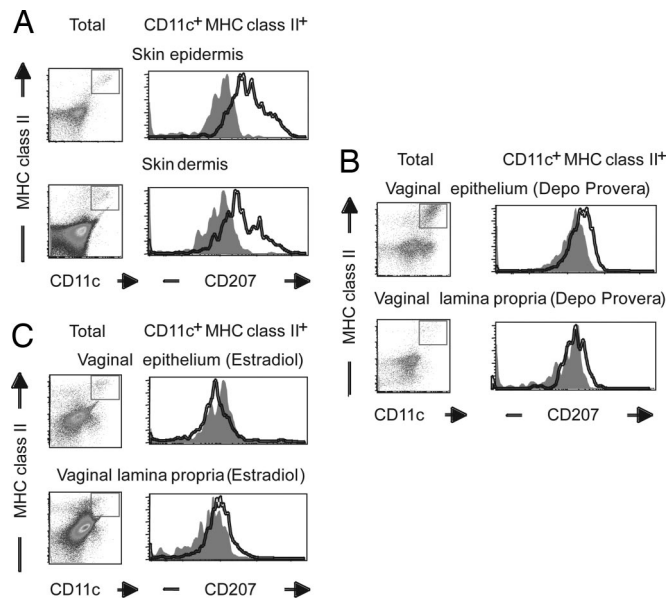 A
Total
CD11c+ MHC class II+
Skin epidermis
Skin dermis
MHC class II
CD11c
CD207
B
Total
CD11c+ MHC class II+
Vaginal epithelium (Depo Provera)
Vaginal lamina propria (Depo Provera)
MHC class II
CD11c
CD207
C
Total
CD11c+ MHC class II+
Vaginal epithelium (Estradiol)
Vaginal lamina propria (Estradiol)
MHC class II
CD11c
CD207